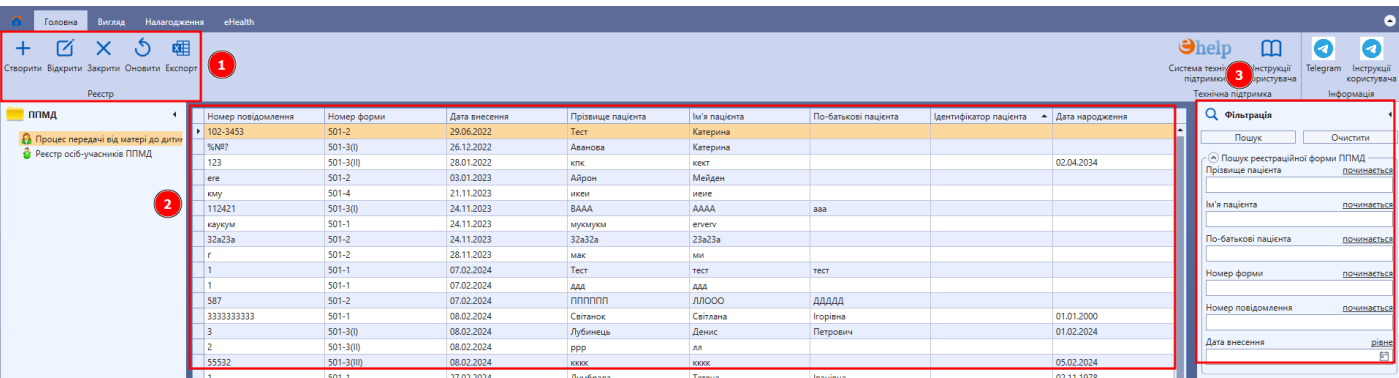 Головна Вигляд Налагодження eHealth
Створити Відкрити Закрити Оновити Експорт
Реєстр
1
ehelp
Система техні
підтримки
Інструкції
користувача
Технічна підтримка
3
Telegram
Інструкції
користувача
Інформація
ППМД
Процес передачі від матері до дитин
Реєстр осіб-учасників ППМД
2
Номер повідомлення Номер форми Дата внесення Прізвище пацієнта Ім'я пацієнта По-батькові пацієнта Ідентифікатор пацієнта Дата народження
102-3453 501-2 29.06.2022 Тест Катерина
%№? 501-3(I) 26.12.2022 Аванова Катерина
123 501-3(II) 28.01.2022 кпк кект 02.04.2034
ere 501-2 03.01.2023 Айрон Мейден
кму 501-4 21.11.2023 икеи иеие
112421 501-3(I) 24.11.2023 ВААА АААА ааа
каукум 501-1 24.11.2023 мукмукм erverv
32а23а 501-2 24.11.2023 32а32а 23а23а
г 501-2 28.11.2023 мак ми
1 501-1 07.02.2024 Тест тест тест
1 501-1 07.02.2024 ддд ддд
587 501-2 07.02.2024 ПППППП ЛЛООО ДДДДД
3333333333 501-1 08.02.2024 Світанок Світлана Ігорівна 01.01.2000
3 501-3(I) 08.02.2024 Лубинець Денис Петрович 01.02.2024
2 501-3(II) 08.02.2024 ррр лл
55532 501-3(III) 08.02.2024 кккк кккк 05.02.2024
Фільтрація
Пошук Очистити
Пошук реєстраційної форми ППМД
Прізвище пацієнта починається
Ім'я пацієнта починається
По-батькові пацієнта починається
Номер форми починається
Номер повідомлення починається
Дата внесення рівне